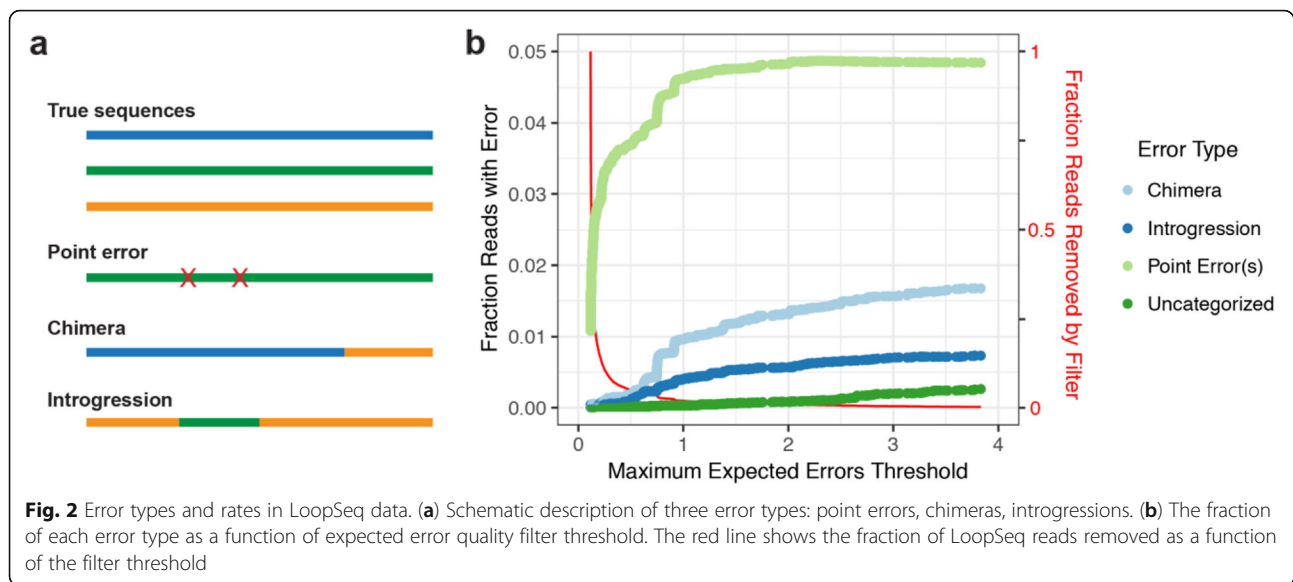 a
True sequences
Point error
Chimera
Introgression
b
0.05
0.04
0.03
0.02
0.01
0.00
Fraction Reads with Error
0
1
2
3
4
Maximum Expected Errors Threshold
1
0.5
0
Fraction Reads Removed by Filter
Error Type
Chimera
Introgression
Point Error(s)
Uncategorized
Fig. 2 Error types and rates in LoopSeq data. (a) Schematic description of three error types: point errors, chimeras, introgressions. (b) The fraction
of each error type as a function of expected error quality filter threshold. The red line shows the fraction of LoopSeq reads removed as a function
of the filter threshold